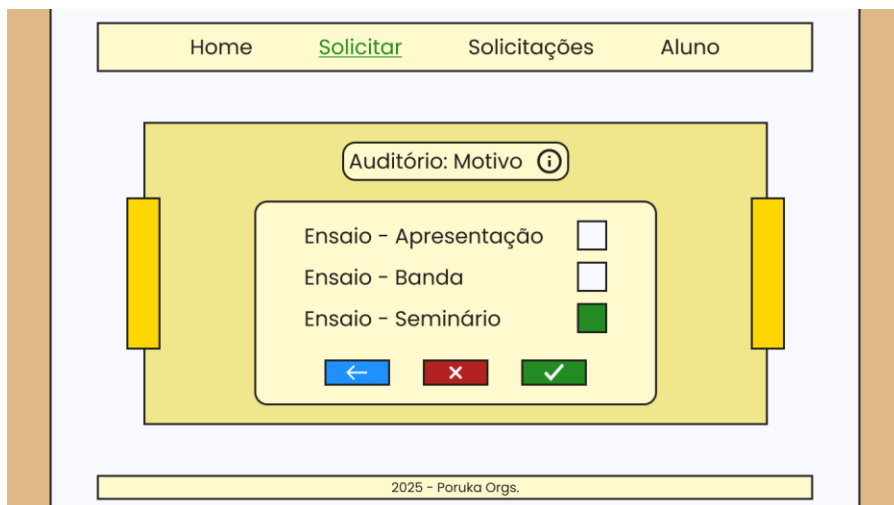 Home Solicitar Solicitações Aluno
Auditório: Motivo
Ensaio - Apresentação
Ensaio - Banda
Ensaio - Seminário
2025 - Poruka Orgs.